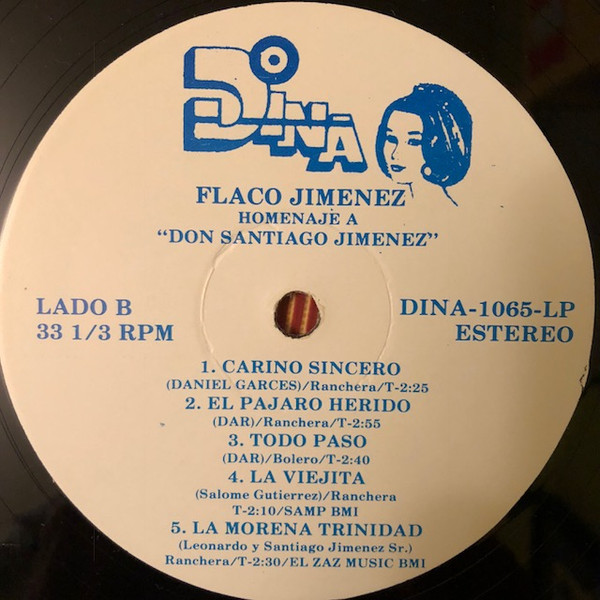 DINA
FLACO JIMENEZ
HOMENAJE A
“DON SANTIAGO JIMENEZ”
LADO B
33 1/3 RPM
DINA-1065-LP
ESTEREO
1. CARINO SINCERO
(DANIEL GARCES)/Ranchera/T-2:25
2. EL PAJARO HERIDO
(DAR)/Ranchera/T-2:55
3. TODO PASO
(DAR)/Bolero/T-2:40
4. LA VIEJITA
(Salome Gutierrez)/Ranchera
T-2:10/SAMP BMI
5. LA MORENA TRINIDAD
(Leonardo y Santiago Jimenez Sr.)
Ranchera/T-2:30/EL ZAZ MUSIC BMI